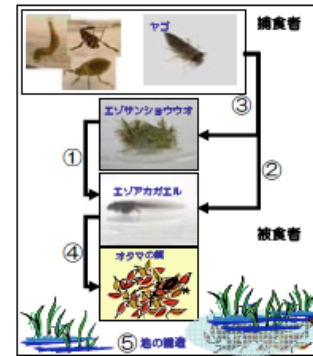 ヤゴ
捕食者
③
エゾサンショウウオ
①
②
エゾアカガエル
④
被食者
オタマの餌
⑤ 池の構造